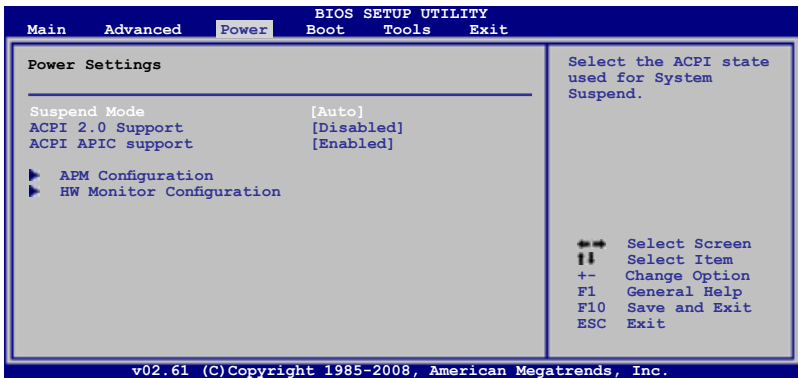 BIOS SETUP UTILITY
Main Advanced Power Boot Tools Exit
Power Settings
Suspend Mode [Auto]
ACPI 2.0 Support [Disabled]
ACPI APIC support [Enabled]
APM Configuration
HW Monitor Configuration
Select the ACPI state
used for System
Suspend.
Select Screen
Select Item
+- Change Option
F1 General Help
F10 Save and Exit
ESC Exit
v02.61 (C)Copyright 1985-2008, American Megatrends, Inc.